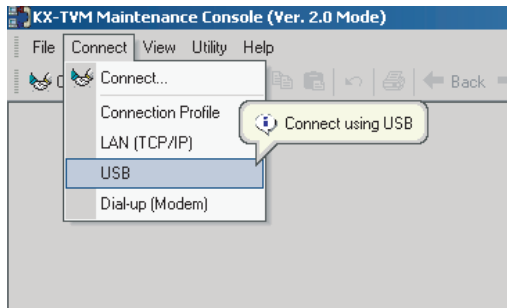 KX-TVM Maintenance Console (Ver. 2.0 Mode)
File Connect View Utility Help
Connect...
Back
Connection Profile
Connect using USB
LAN (TCP/IP)
USB
Dial-up (Modem)